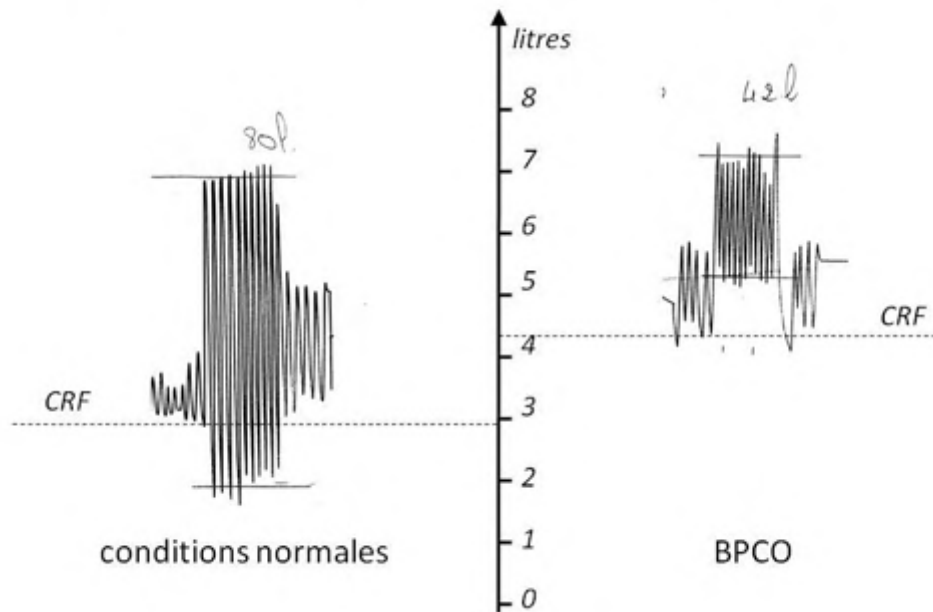 litres
8
7
6
5
4
3
2
1
0
80l.
42l
CRF
CRF
conditions normales
BPCO